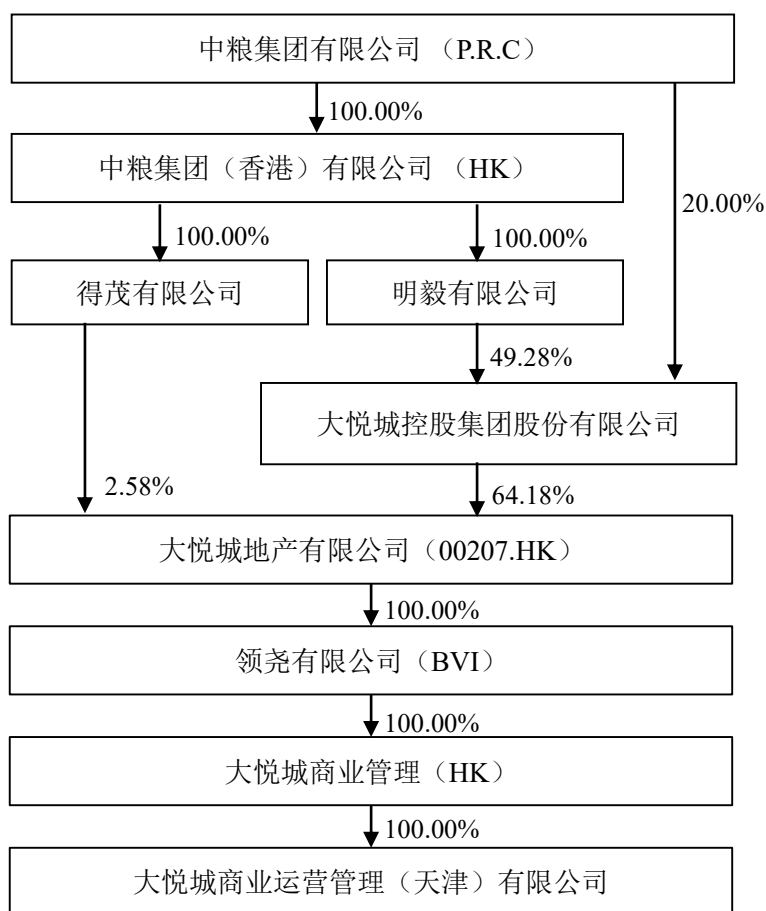 中粮集团有限公司 （P.R.C）
100.00%
中粮集团（香港）有限公司 （HK）
20.00%
100.00%
100.00%
得茂有限公司
明毅有限公司
49.28%
大悦城控股集团股份有限公司
2.58%
64.18%
大悦城地产有限公司（00207.HK）
100.00%
领尧有限公司（BVI）
100.00%
大悦城商业管理（HK）
100.00%
大悦城商业运营管理（天津）有限公司